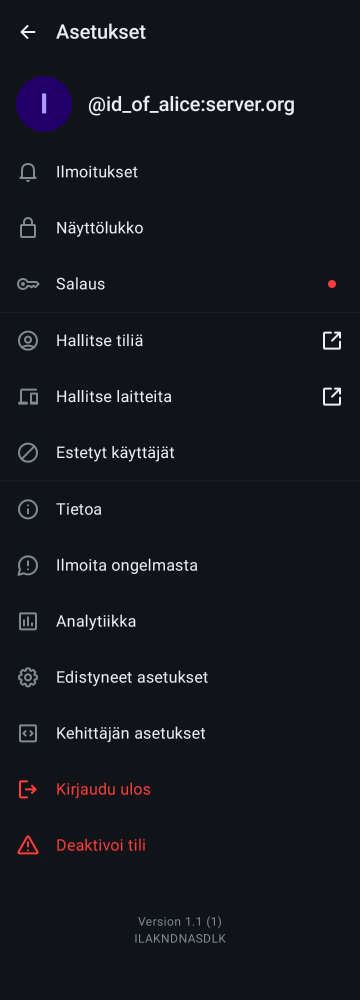 Asetukset
I
@id_of_alice:server.org
Ilmoitukset
Näyttölukko
Salaus
Hallitse tiliä
Hallitse laitteita
Estetyt käyttäjät
Tietoa
Ilmoita ongelmasta
Analytiikka
Edistyneet asetukset
Kehittäjän asetukset
Kirjaudu ulos
Deaktivoi tili
Version 1.1 (1)
ILAKNDNASDLK